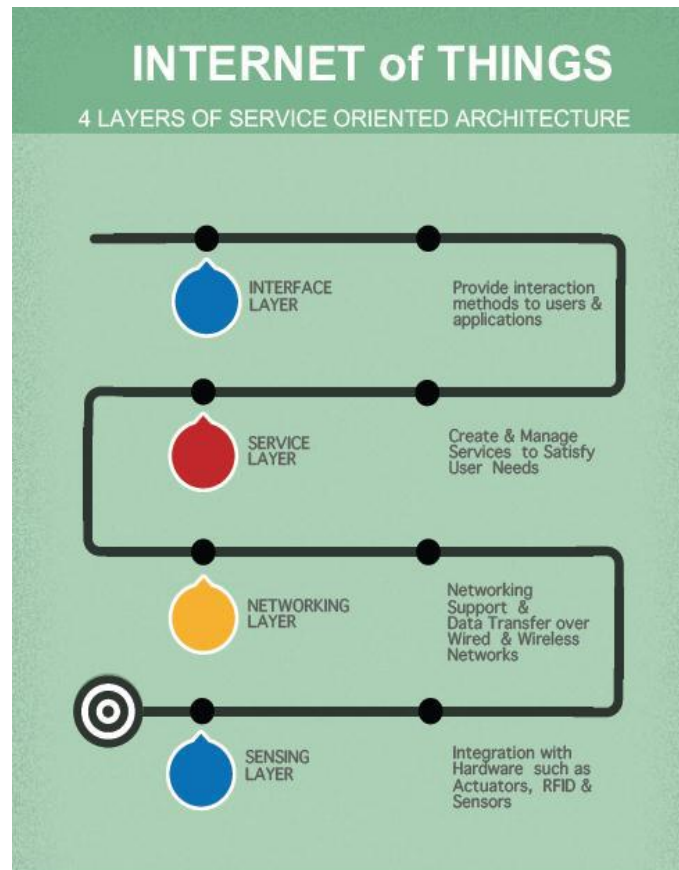 INTERNET of THINGS
4 LAYERS OF SERVICE ORIENTED ARCHITECTURE
INTERFACE
LAYER
Provide interaction
methods to users &
applications
SERVICE
LAYER
Create & Manage
Services to Satisfy
User Needs
NETWORKING
LAYER
Networking
Support &
Data Transfer over
Wired & Wireless
Networks
SENSING
LAYER
Integration with
Hardware such as
Actuators, RFID &
Sensors